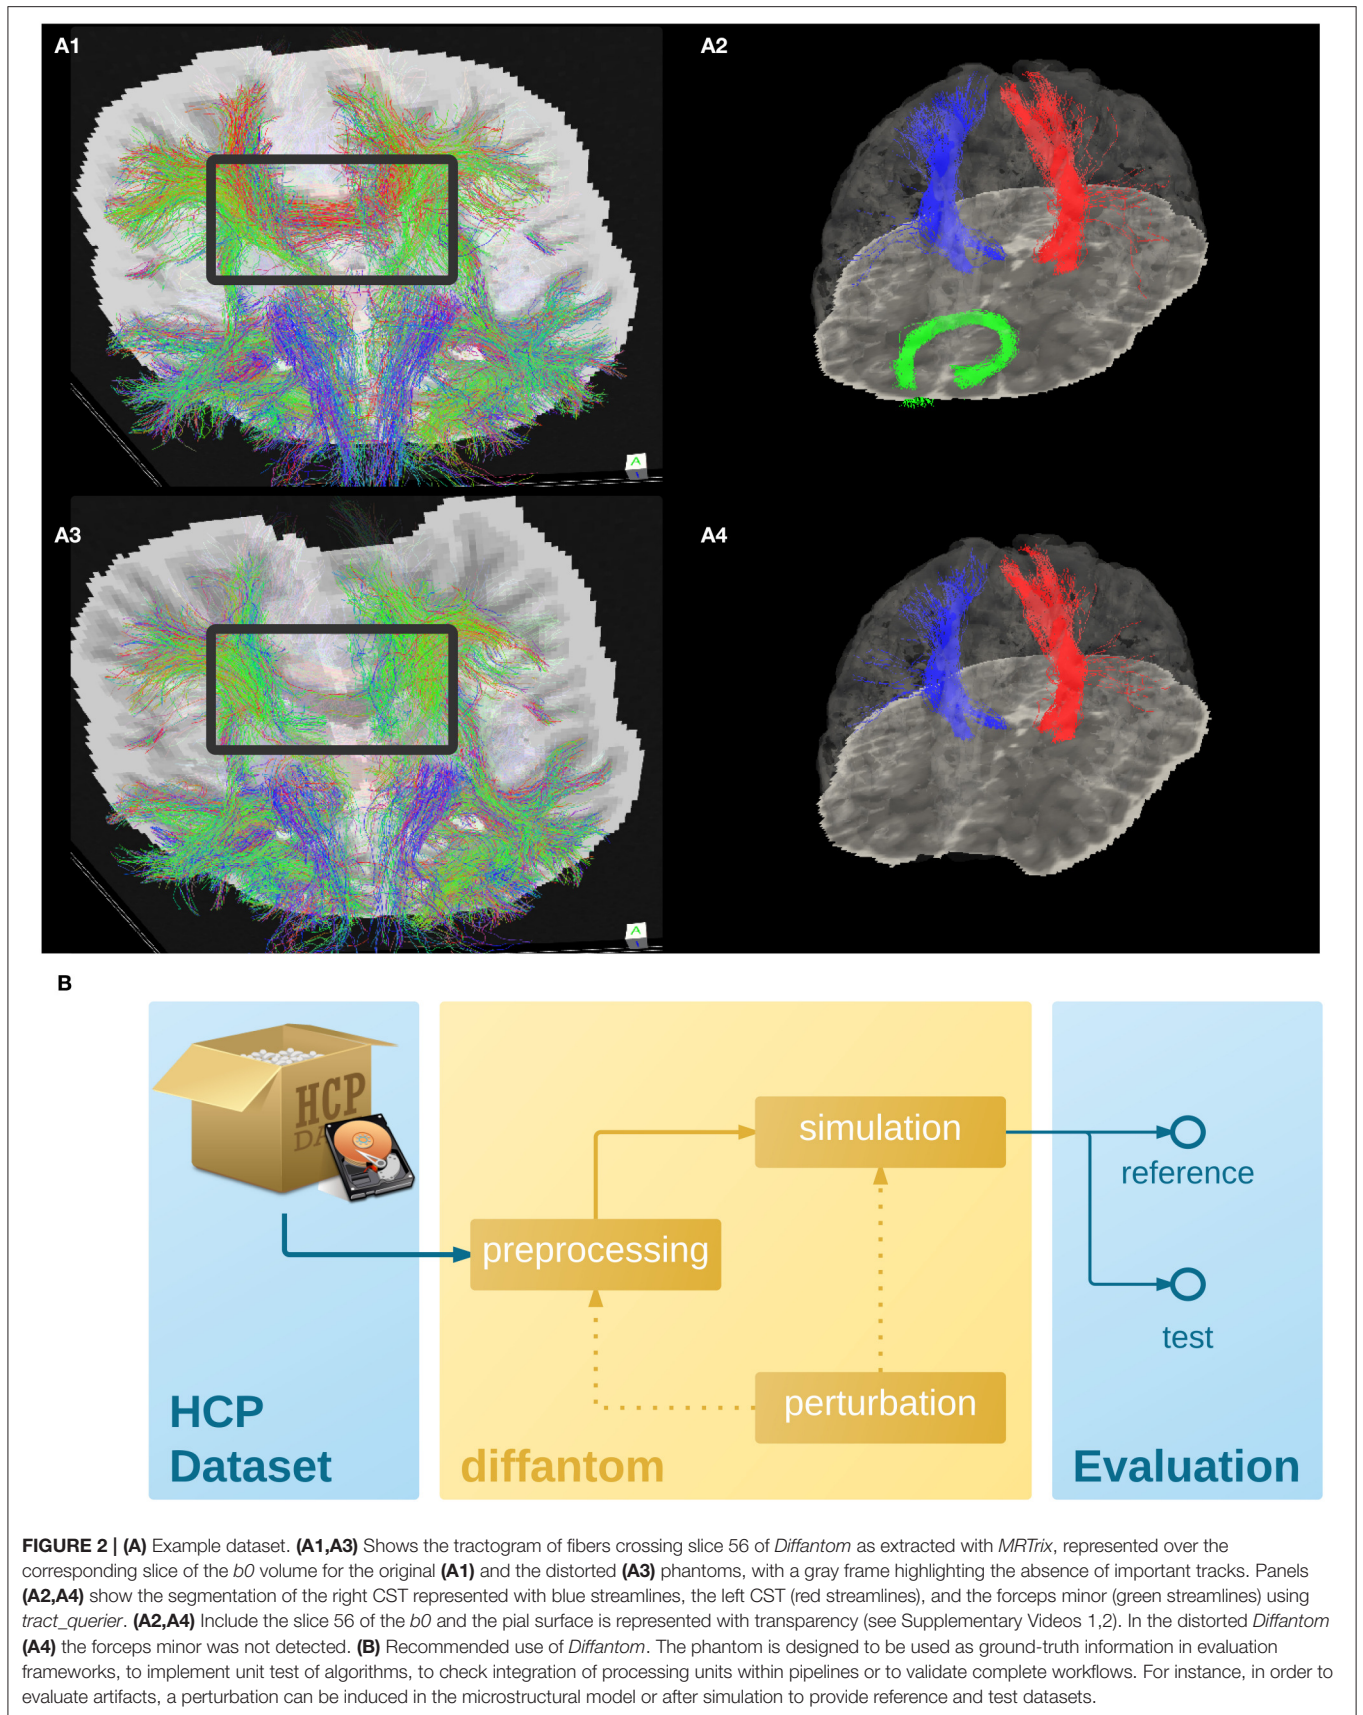 A1
A2
A
A3
A4
A
B
HCP
DA
simulation
reference
preprocessing
test
perturbation
HCP
Dataset
diffantom
Evaluation
FIGURE 2 | (A) Example dataset. (A1,A3) Shows the tractogram of fibers crossing slice 56 of Diffantom as extracted with MRTrix, represented over the
corresponding slice of the b0 volume for the original (A1) and the distorted (A3) phantoms, with a gray frame highlighting the absence of important tracks. Panels
(A2,A4) show the segmentation of the right CST represented with blue streamlines, the left CST (red streamlines), and the forceps minor (green streamlines) using
tract_querier. (A2,A4) Include the slice 56 of the b0 and the pial surface is represented with transparency (see Supplementary Videos 1,2). In the distorted Diffantom
(A4) the forceps minor was not detected. (B) Recommended use of Diffantom. The phantom is designed to be used as ground-truth information in evaluation
frameworks, to implement unit test of algorithms, to check integration of processing units within pipelines or to validate complete workflows. For instance, in order to
evaluate artifacts, a perturbation can be induced in the microstructural model or after simulation to provide reference and test datasets.